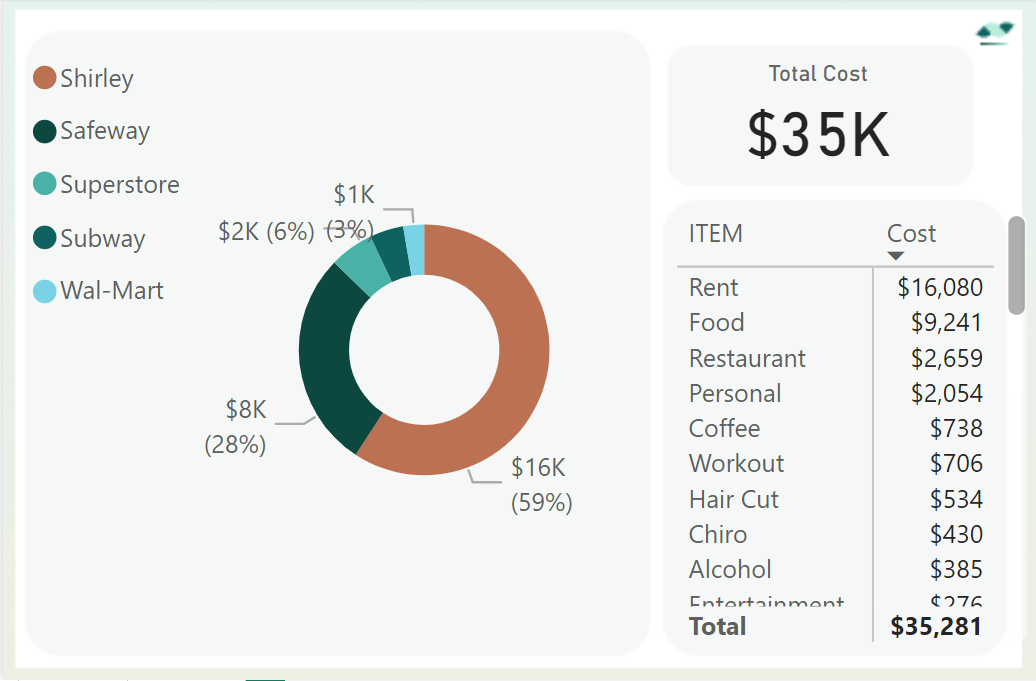 Shirley
Safeway
Superstore
Subway
Wal-Mart
$1K
(3%)
$2K (6%)
$8K
(28%)
$16K
(59%)
Total Cost
$35K
ITEM Cost
Rent $16,080
Food $9,241
Restaurant $2,659
Personal $2,054
Coffee $738
Workout $706
Hair Cut $534
Chiro $430
Alcohol $385
Entertainment $276
Total $35,281